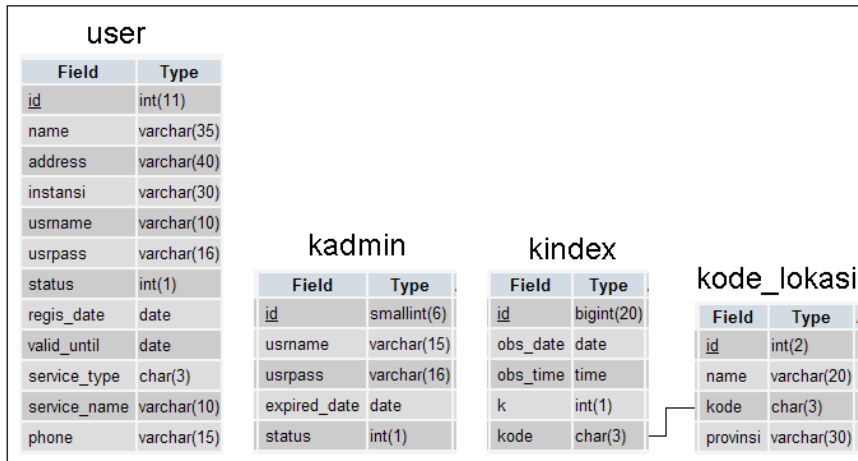 user
Field Type
id int(11)
name varchar(35)
address varchar(40)
instansi varchar(30)
usrname varchar(10)
usrpass varchar(16)
status int(1)
regis_date date
valid_until date
service_type char(3)
service_name varchar(10)
phone varchar(15)
kadmin
Field Type
id smallint(6)
usrname varchar(15)
usrpass varchar(16)
expired_date date
status int(1)
kindex
Field Type
id bigint(20)
obs_date date
obs_time time
k int(1)
kode char(3)
kode_lokasi
Field Type
id int(2)
name varchar(20)
kode char(3)
provinsi varchar(30)